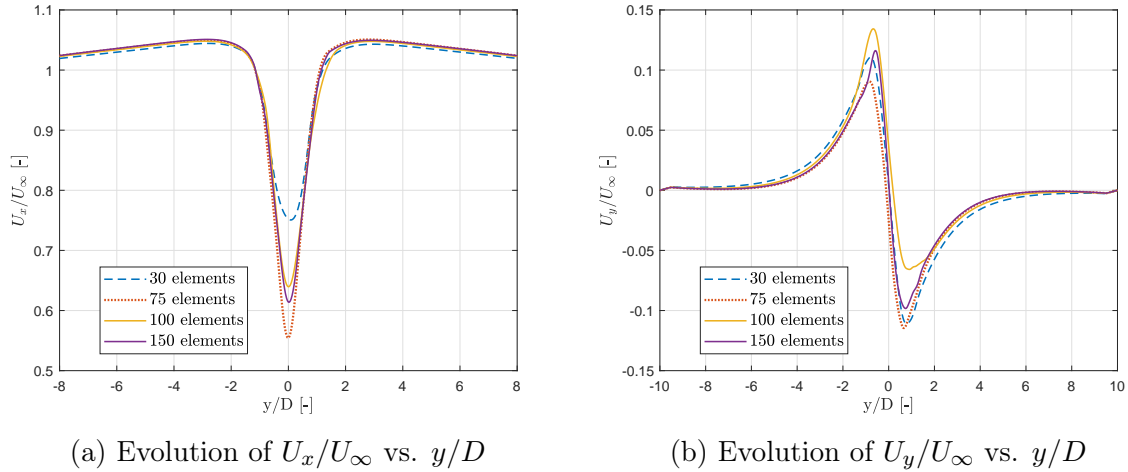 1.1
1
0.9
0.8
0.7
0.6
0.5
U_x/U_∞ [-]
30 elements
75 elements
100 elements
150 elements
-8 -6 -4 -2 0 2 4 6 8
y/D [-]
(a) Evolution of U_x/U_∞ vs. y/D
0.15
0.1
0.05
0
-0.05
-0.1
-0.15
U_y/U_∞ [-]
30 elements
75 elements
100 elements
150 elements
-10 -8 -6 -4 -2 0 2 4 6 8 10
y/D [-]
(b) Evolution of U_y/U_∞ vs. y/D